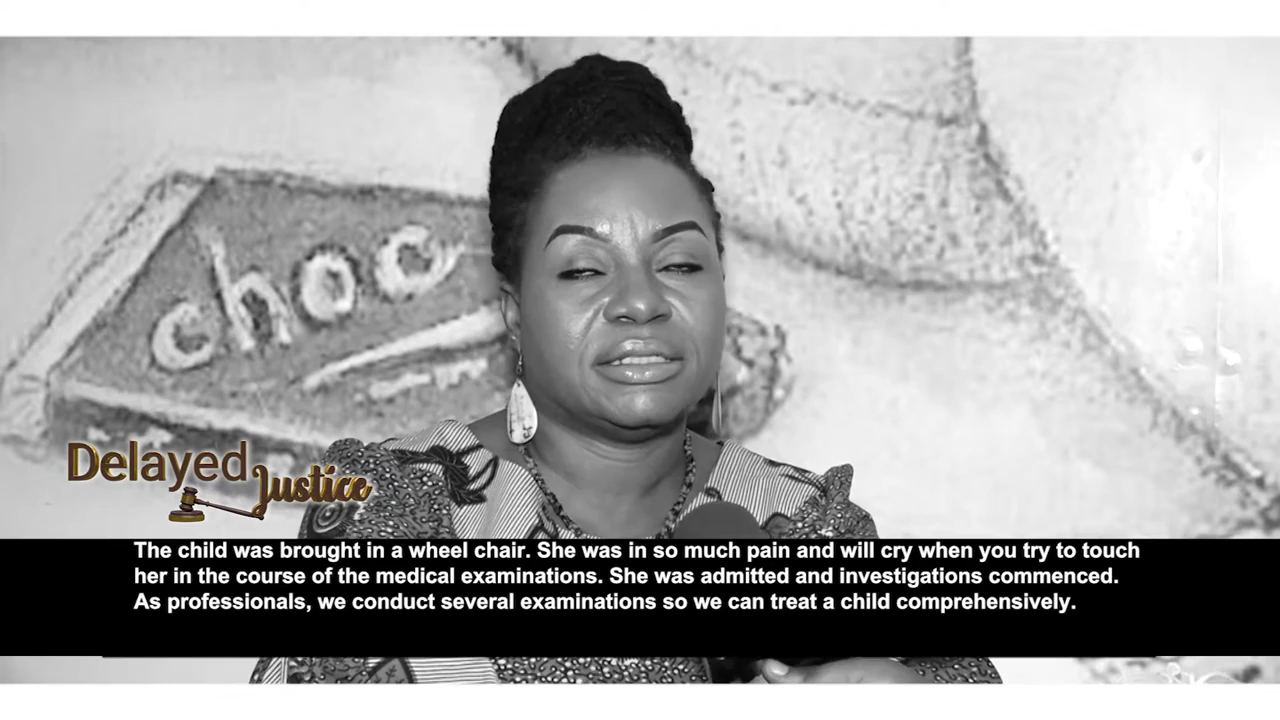 choc
Delayed
Justice
The child was brought in a wheel chair. She was in so much pain and will cry when you try to touch
her in the course of the medical examinations. She was admitted and investigations commenced.
As professionals, we conduct several examinations so we can treat a child comprehensively.